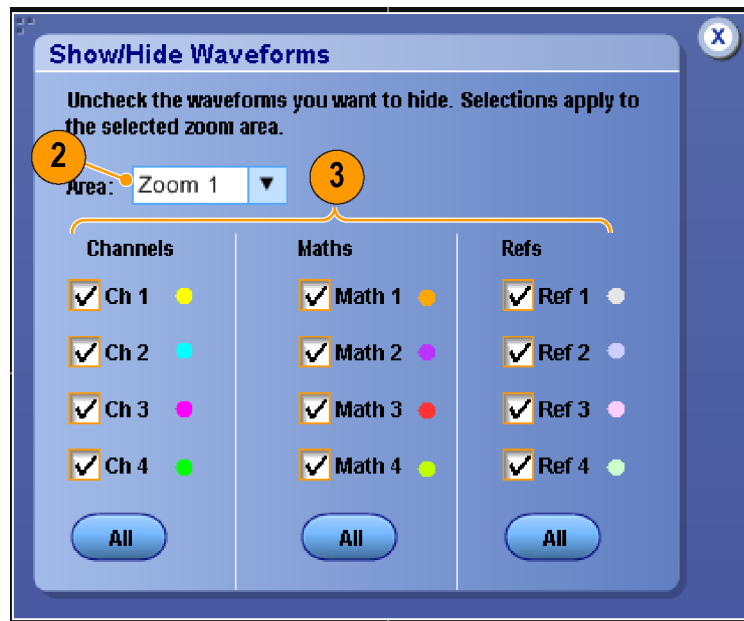 X
Show/Hide Waveforms
Uncheck the waveforms you want to hide. Selections apply to
the selected zoom area.
2
3
Area: Zoom 1
Channels Maths Refs
Ch 1 Math 1 Ref 1
Ch 2 Math 2 Ref 2
Ch 3 Math 3 Ref 3
Ch 4 Math 4 Ref 4
All All All